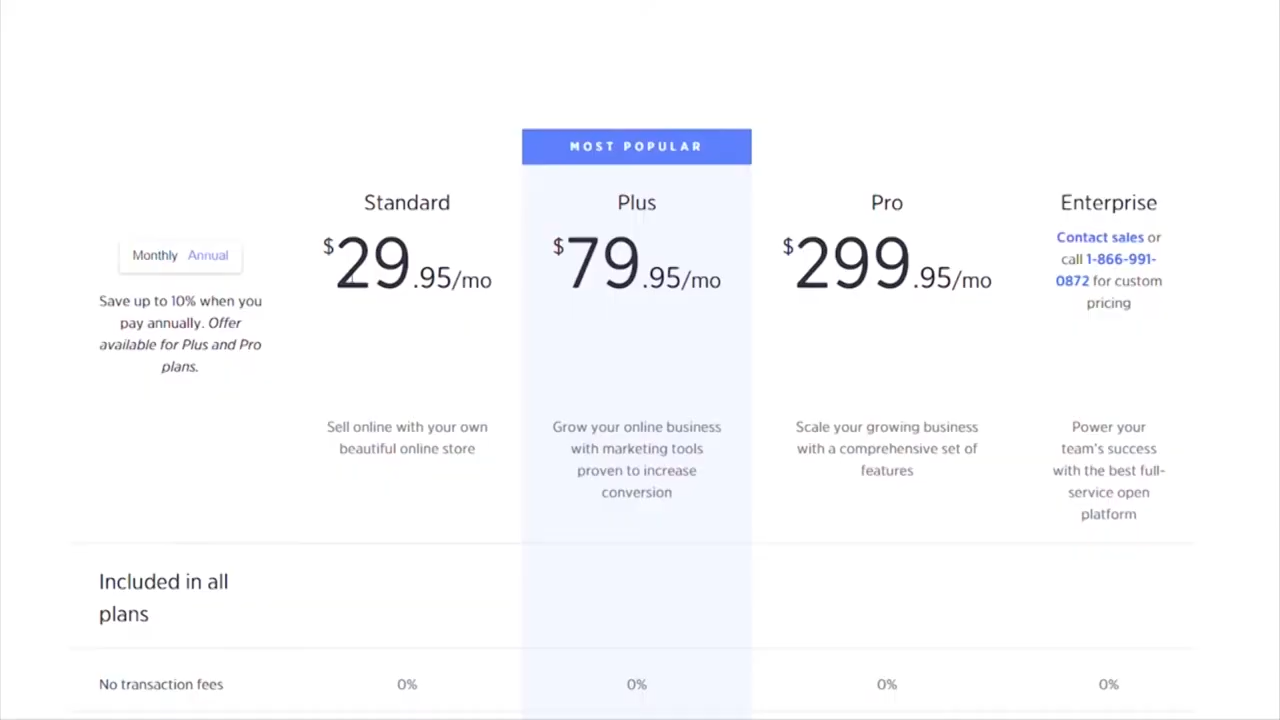 MOST POPULAR
Standard
Plus
Pro
Enterprise
Monthly Annual
Save up to 10% when you
pay annually. Offer
available for Plus and Pro
plans.
$29.95/mo
$79.95/mo
$299.95/mo
Contact sales or
call 1-866-991-
0872 for custom
pricing
Sell online with your own
beautiful online store
Grow your online business
with marketing tools
proven to increase
conversion
Scale your growing business
with a comprehensive set of
features
Power your
team's success
with the best full-
service open
platform
Included in all
plans
No transaction fees
0%
0%
0%
0%